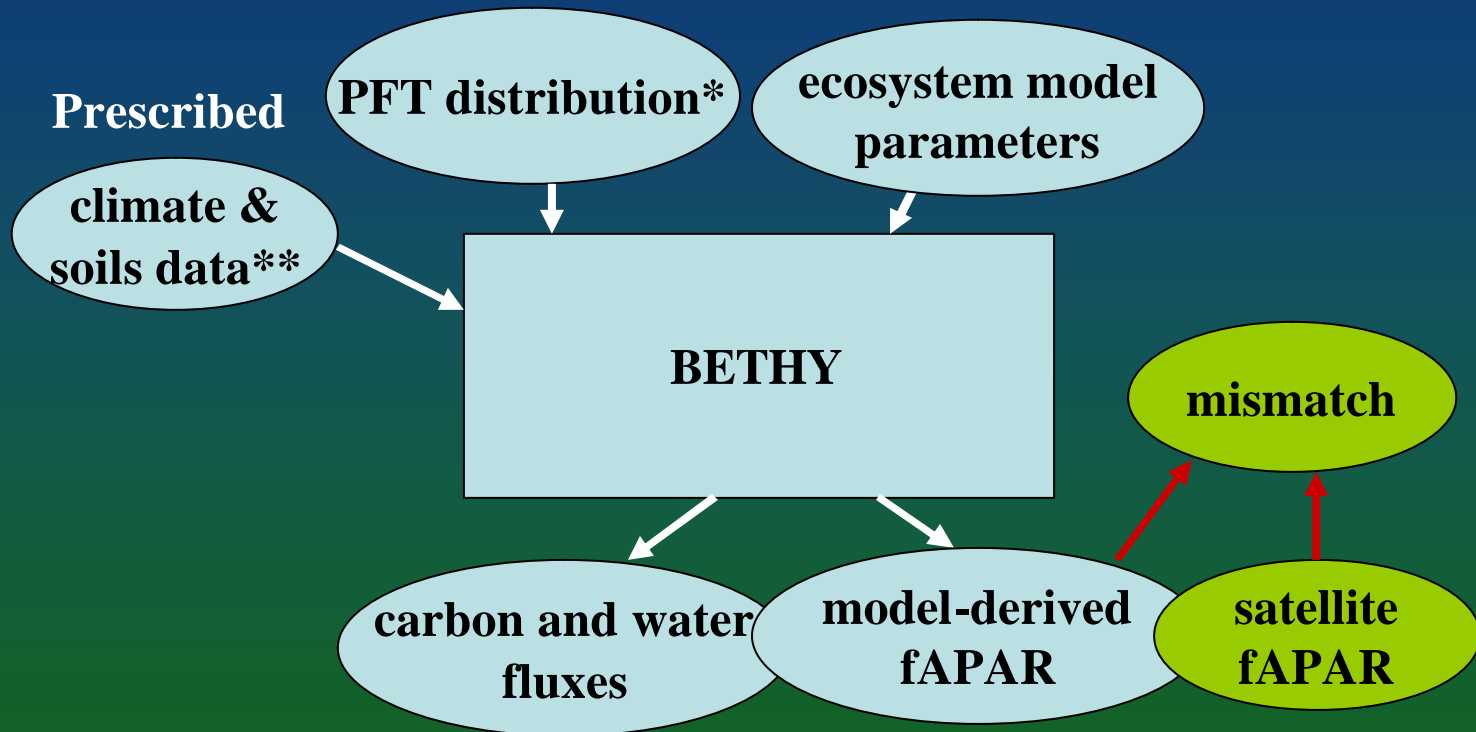 Prescribed
climate &
soils data**
PFT distribution*
ecosystem model
parameters
BETHY
mismatch
carbon and water
fluxes
model-derived
fAPAR
satellite
fAPAR